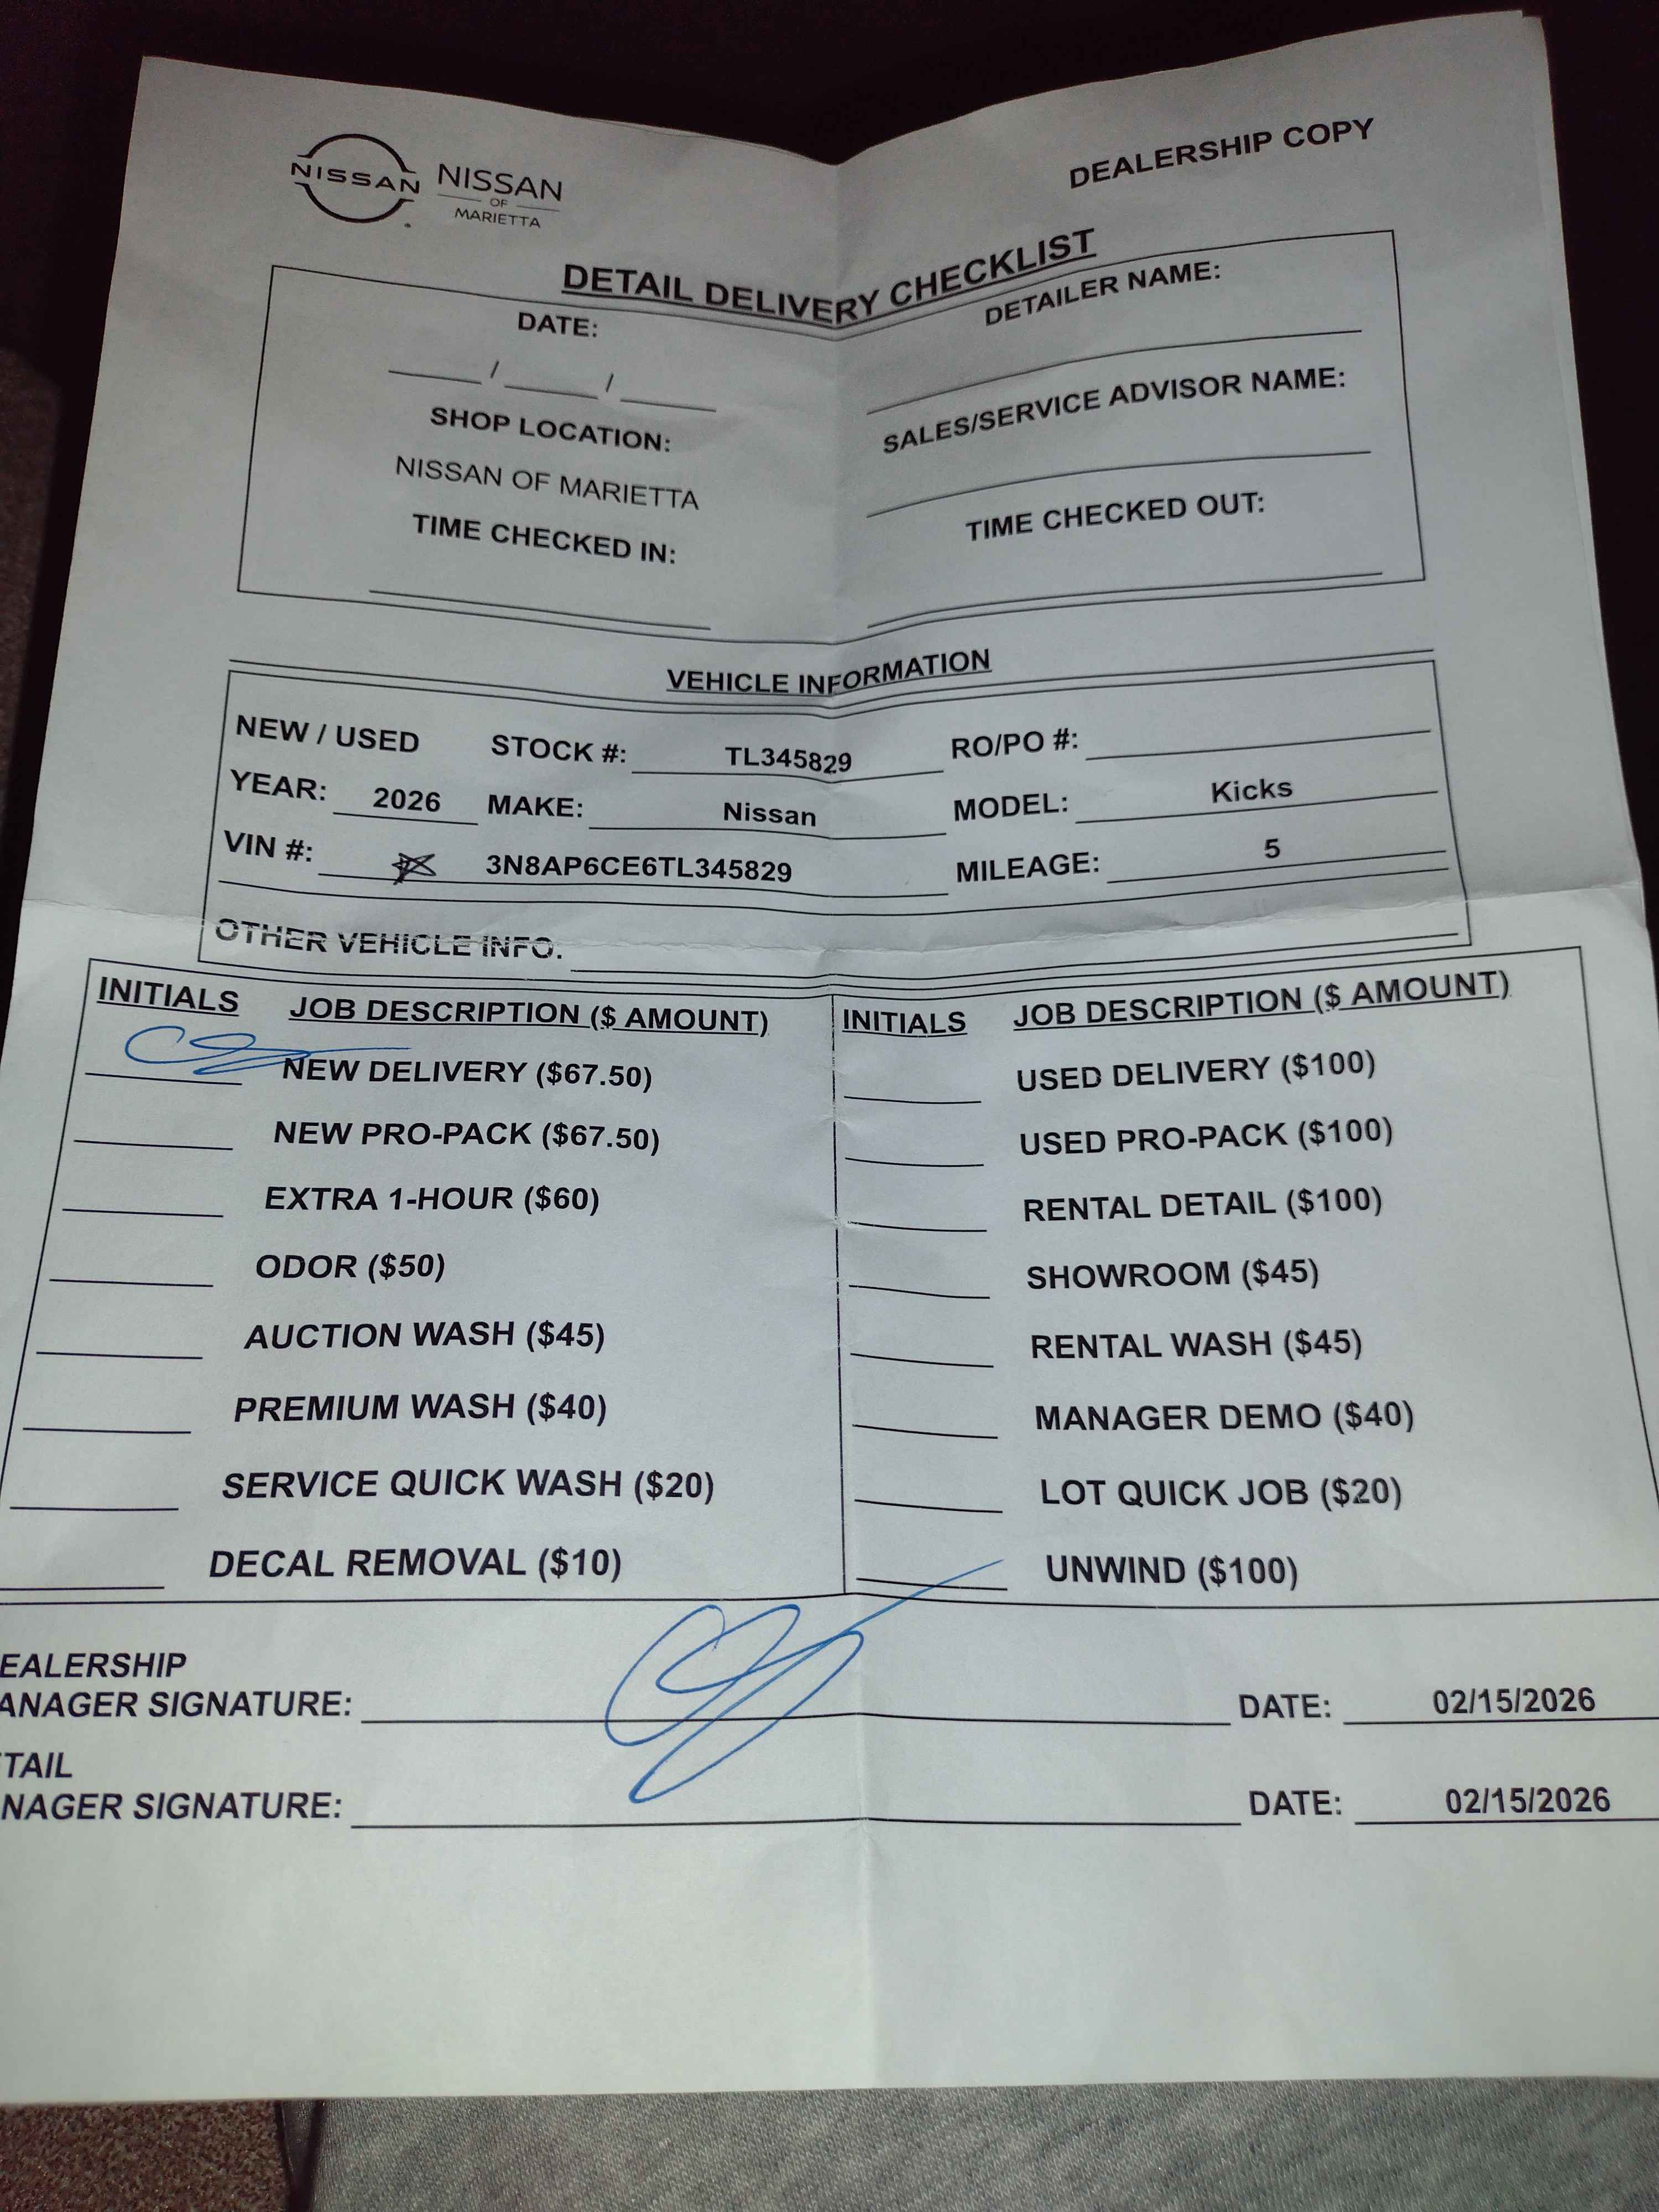 NISSAN NISSAN
OF
MARIETTA
DEALERSHIP COPY
DETAIL DELIVERY CHECKLIST
DATE:
/ /
SHOP LOCATION:
NISSAN OF MARIETTA
TIME CHECKED IN:
DETAILER NAME:
SALES/SERVICE ADVISOR NAME:
TIME CHECKED OUT:
VEHICLE INFORMATION
NEW / USED STOCK #: TL345829 RO/PO #:
YEAR: 2026 MAKE: Nissan MODEL: Kicks
VIN #: 3N8AP6CE6TL345829 MILEAGE: 5
OTHER VEHICLE INFO.
INITIALS JOB DESCRIPTION ($ AMOUNT)
NEW DELIVERY ($67.50)
NEW PRO-PACK ($67.50)
EXTRA 1-HOUR ($60)
ODOR ($50)
AUCTION WASH ($45)
PREMIUM WASH ($40)
SERVICE QUICK WASH ($20)
DECAL REMOVAL ($10)
INITIALS JOB DESCRIPTION ($ AMOUNT)
USED DELIVERY ($100)
USED PRO-PACK ($100)
RENTAL DETAIL ($100)
SHOWROOM ($45)
RENTAL WASH ($45)
MANAGER DEMO ($40)
LOT QUICK JOB ($20)
UNWIND ($100)
EALERSHIP
ANAGER SIGNATURE: DATE: 02/15/2026
TAIL
NAGER SIGNATURE: DATE: 02/15/2026